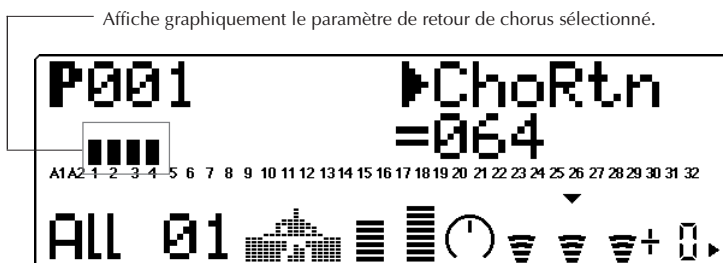 Affiche graphiquement le paramètre de retour de chorus sélectionné.
P001 ChoRtn
=064
A1 A2 1 2 3 4 5 6 7 8 9 10 11 12 13 14 15 16 17 18 19 20 21 22 23 24 25 26 27 28 29 30 31 32
All 01 + 0